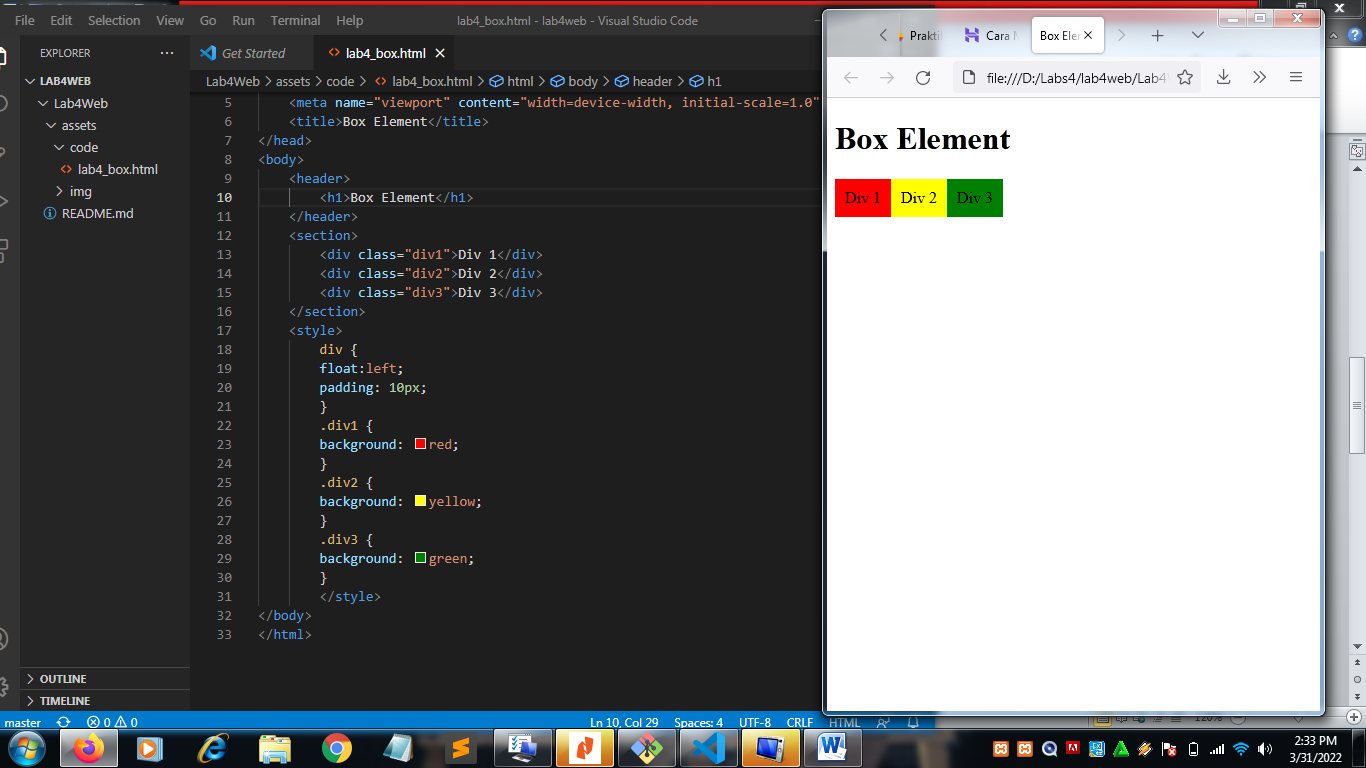 File Edit Selection View Go Run Terminal Help
lab4_box.html - lab4web - Visual Studio Code
EXPLORER
LAB4WEB
Lab4Web
assets
code
lab4_box.html
img
README.md
OUTLINE
TIMELINE
Get Started
lab4_box.html
Lab4Web > assets > code > lab4_box.html > html > body > header > h1
5 <meta name="viewport" content="width=device-width, initial-scale=1.0"
6 <title>Box Element</title>
7 </head>
8 <body>
9 <header>
10 <h1>Box Element</h1>
11 </header>
12 <section>
13 <div class="div1">Div 1</div>
14 <div class="div2">Div 2</div>
15 <div class="div3">Div 3</div>
16 </section>
17 <style>
18 div {
19 float:left;
20 padding: 10px;
21 }
22 .div1 {
23 background: red;
24 }
25 .div2 {
26 background: yellow;
27 }
28 .div3 {
29 background: green;
30 }
31 </style>
32 </body>
33 </html>
master
0 0
Ln 10, Col 29 Spaces: 4 UTF-8 CRLF HTML
Prakti
Cara
Box Ele
file:///D:/Labs4/lab4web/Lab4
Box Element
Div 1 Div 2 Div 3
120%
2:33 PM
3/31/2022